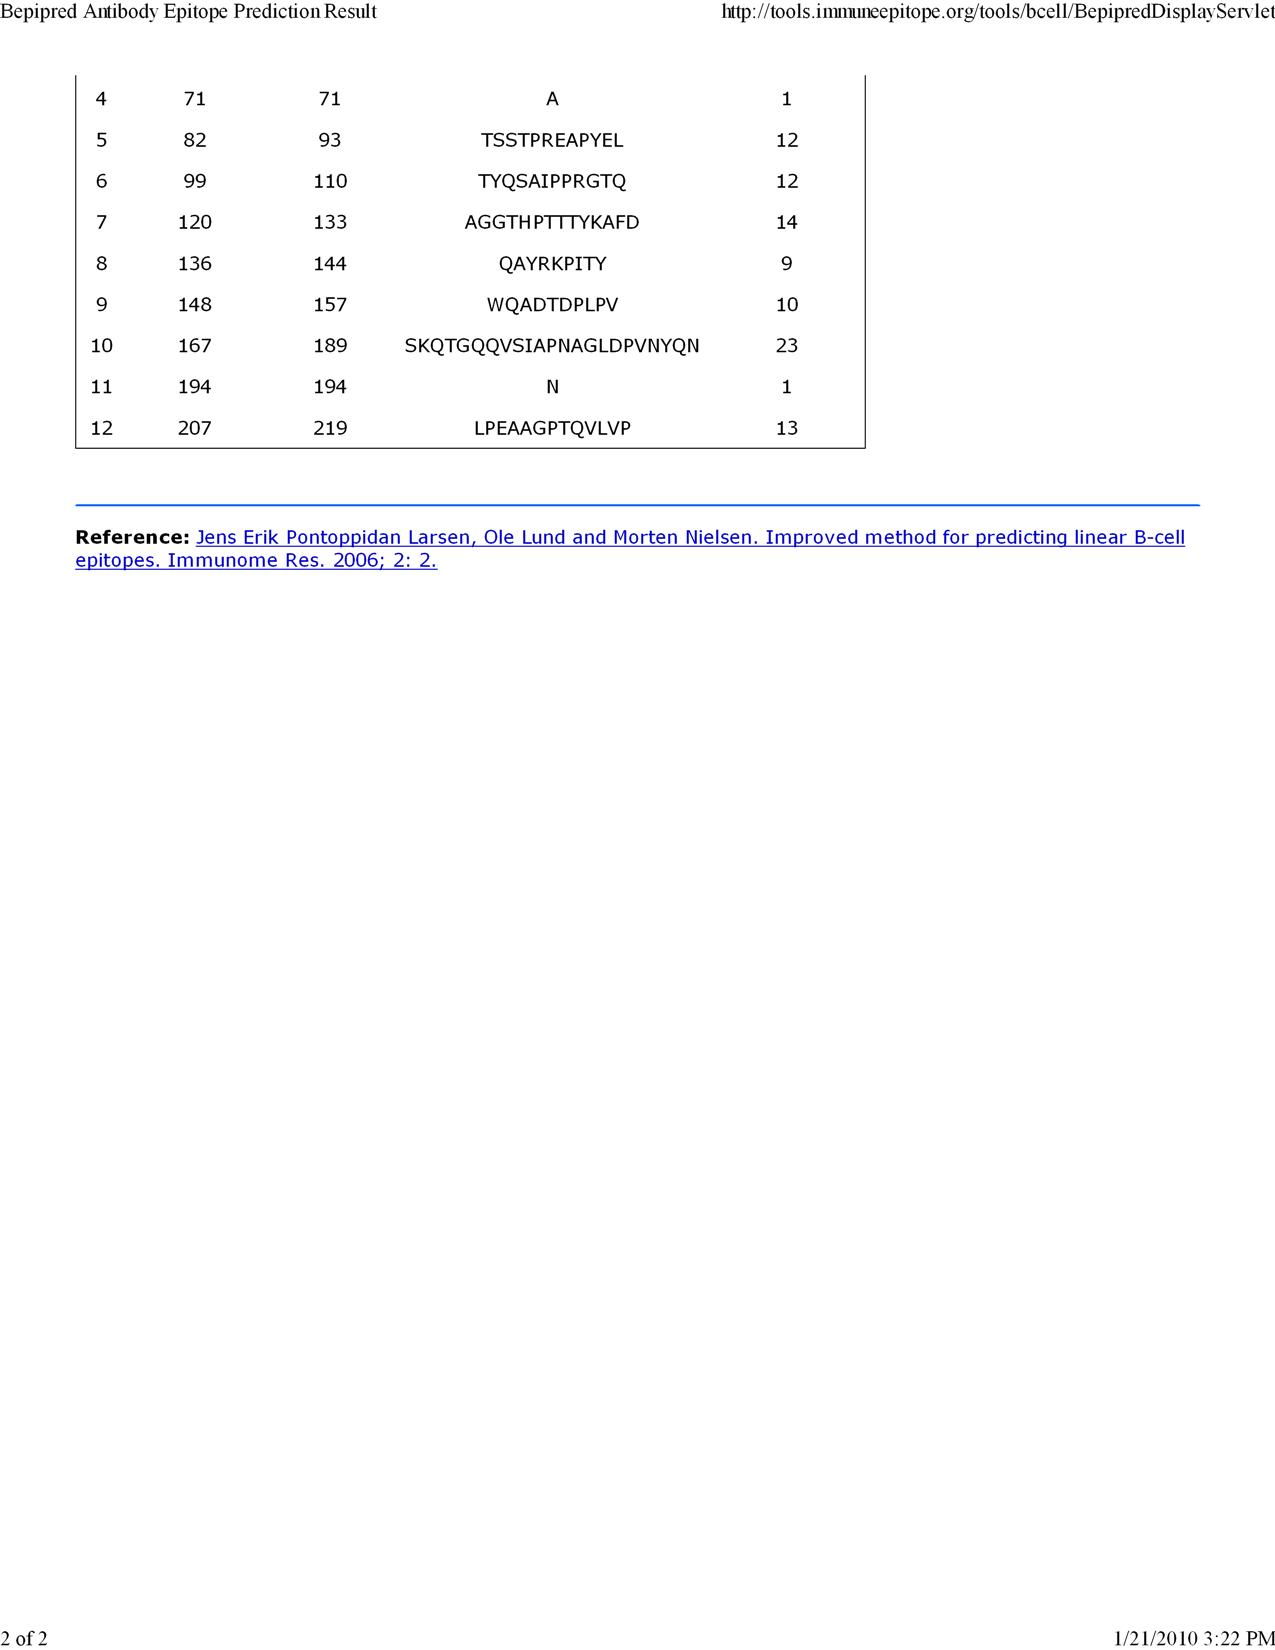 Bepipred Antibody Epitope Prediction Result http://tools.immuneepitope.org/tools/bcell/BepipredDisplayServlet
4 71 71 A 1
5 82 93 TSSTPREAPYEL 12
6 99 110 TYQSAIPPRGTQ 12
7 120 133 AGGTHPTTTYKAFD 14
8 136 144 QAYRKPITY 9
9 148 157 WQADTDPLPV 10
10 167 189 SKQTGQQVSIAPNAGLDPVNYQN 23
11 194 194 N 1
12 207 219 LPEAAGPTQVLVP 13
Reference: Jens Erik Pontoppidan Larsen, Ole Lund and Morten Nielsen. Improved method for predicting linear B-cell
epitopes. Immunome Res. 2006; 2: 2.
2 of 2 1/21/2010 3:22 PM